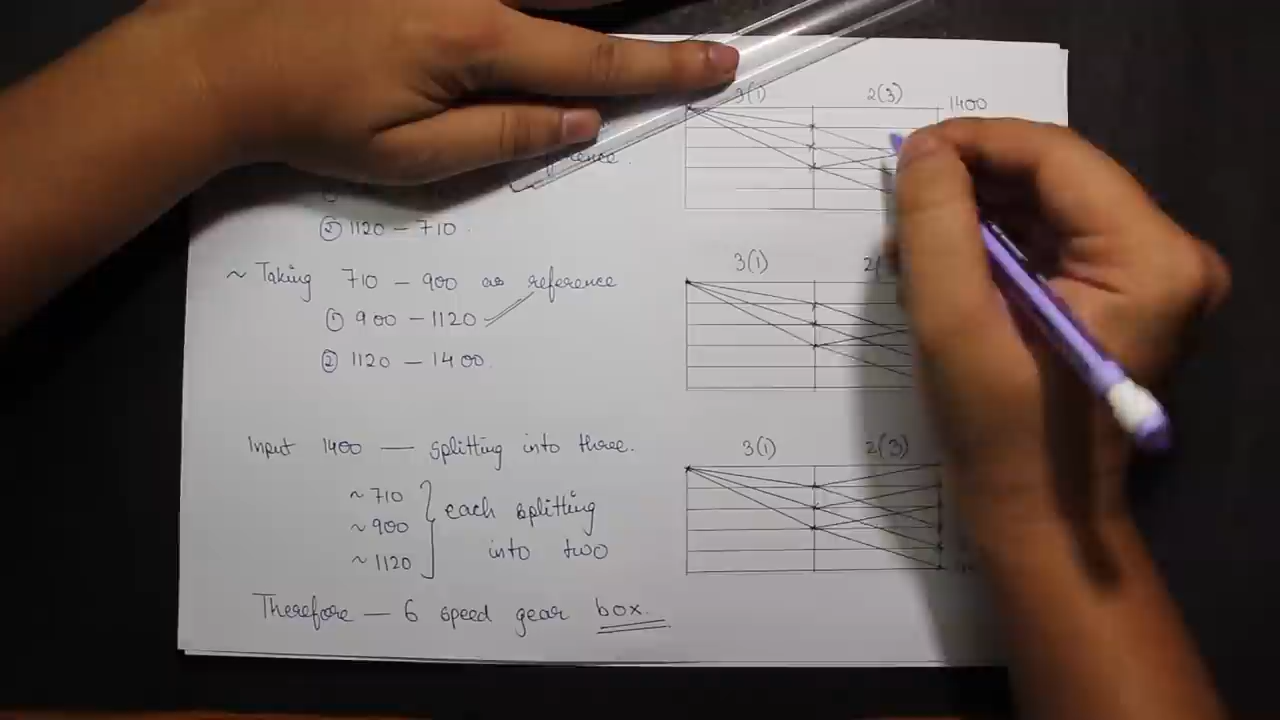 3(1) 2(3) 1400
② 1120 – 710
~ Taking 710 – 900 as reference
① 900 – 1120
② 1120 – 1400
Input 1400 — splitting into three.
~ 710
~ 900
~ 1120
each splitting
into two
Therefore — 6 speed gear box.
3(1)
3(1) 2(3)